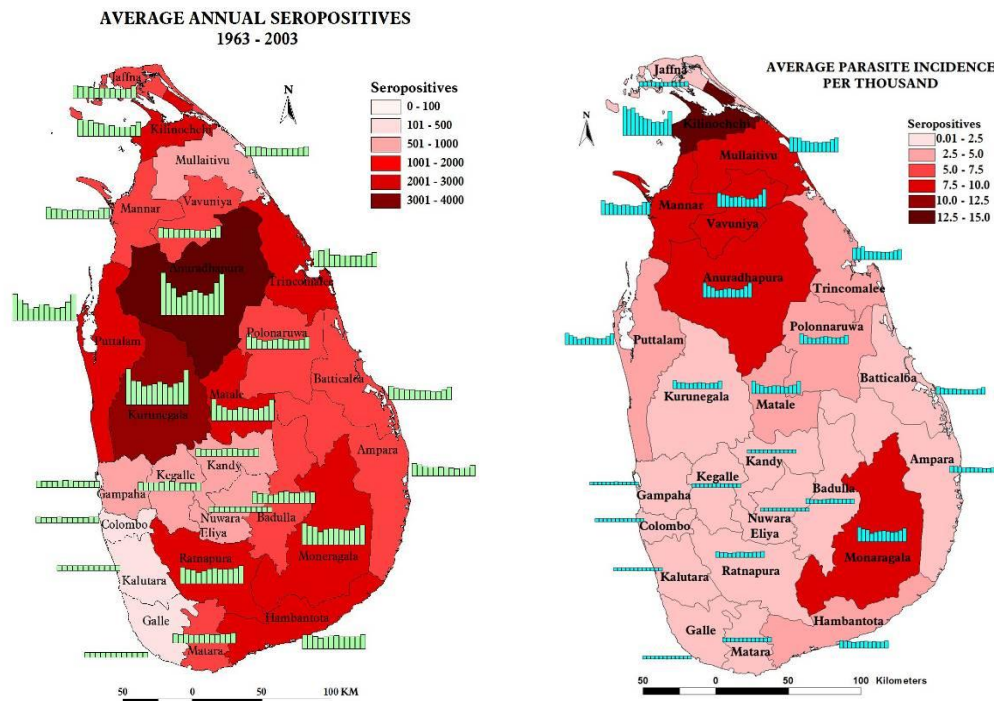 AVERAGE ANNUAL SEROPOSITIVES
1963 - 2003
N
Seropositives
0 - 100
101 - 500
501 - 1000
1001 - 2000
2001 - 3000
3001 - 4000
Jaffna
Kilinochchi
Mullaitivu
Vavuniya
Mannar
Anuradhapura
Trincomalee
Puttalam
Polonaruwa
Batticaloa
Matale
Kurunegala
Kandy
Ampara
Kegalle
Gampaha
Colombo
Nuwara
Eliya
Badulla
Moneragala
Ratnapura
Kalutara
Galle
Hambantota
Matara
50 0 50 100 KM
AVERAGE PARASITE INCIDENCE
PER THOUSAND
N
Seropositives
0.01 - 2.5
2.5 - 5.0
5.0 - 7.5
7.5 - 10.0
10.0 - 12.5
12.5 - 15.0
Jaffna
Kilinochchi
Mullaitivu
Mannar
Vavuniya
Anuradhapura
Trincomalee
Puttalam
Polonnaruwa
Batticaloa
Kurunegala
Matale
Kandy
Ampara
Kegalle
Gampaha
Badulla
Colombo
Nuwara
Eliya
Monaragala
Ratnapura
Kalutara
Hambantota
Galle
Matara
50 0 50 100 Kilometers